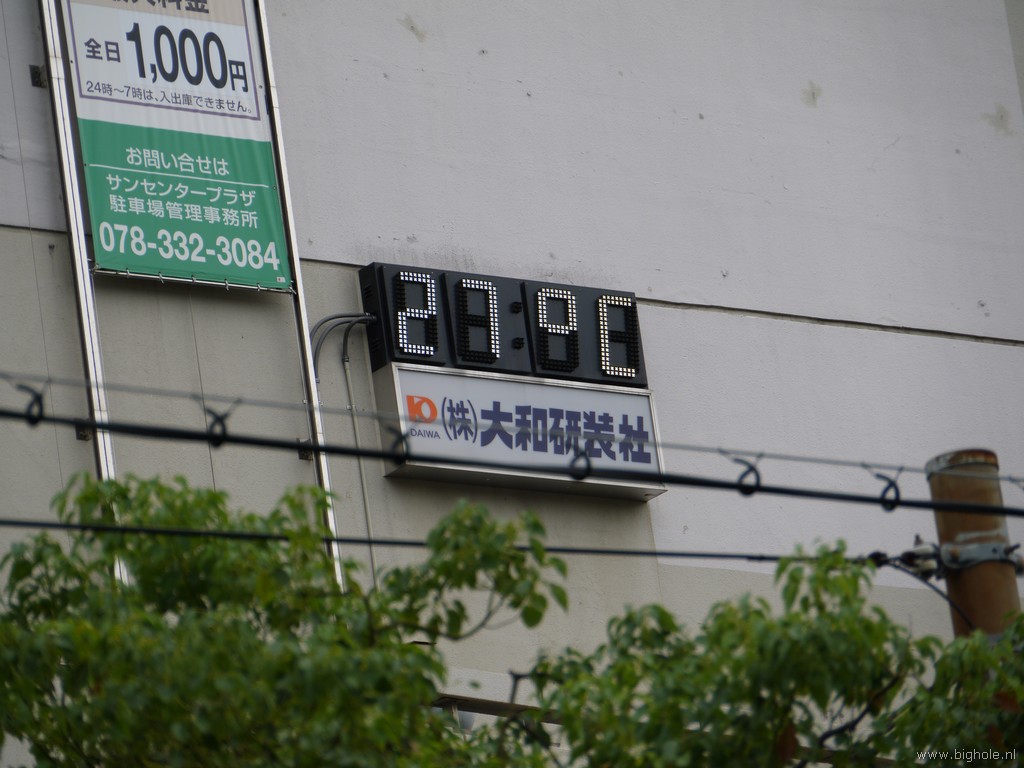 全日 1,000円
24時～7時は、入出庫できません。
お問い合せは
サンセンタープラザ
駐車場管理事務所
078-332-3084
27°C
DAIWA (株)大和研装社
www.bighole.nl